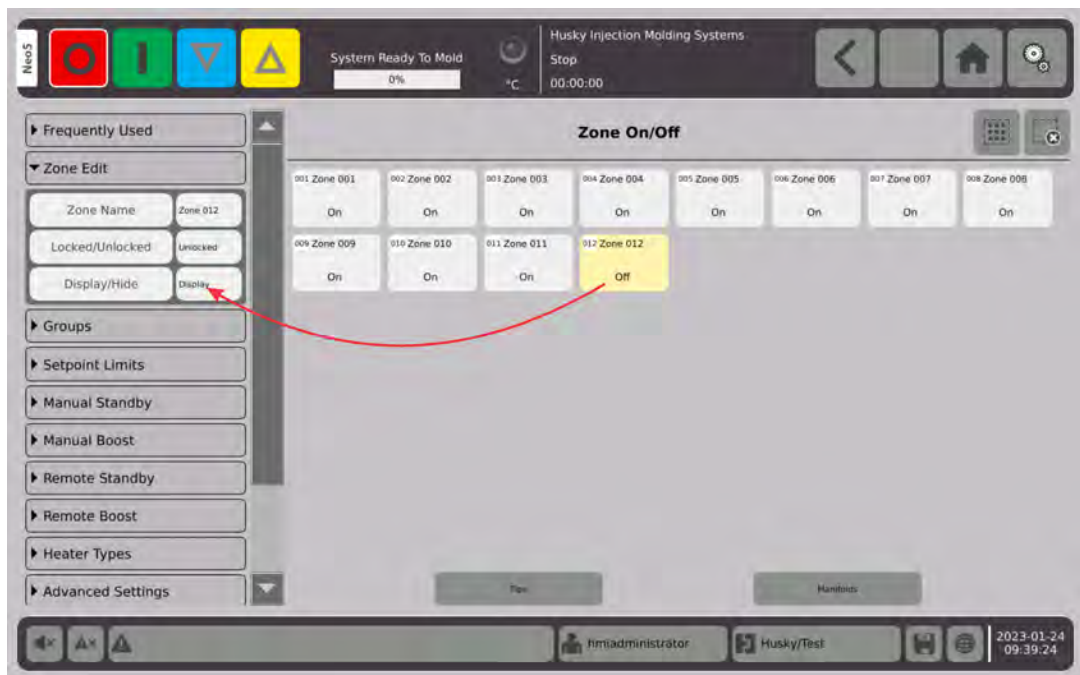 Neo5
System Ready To Mold
0%
°C
Husky Injection Molding Systems
Stop
00:00:00
Frequently Used
Zone Edit
Zone Name
Zone 012
Locked/Unlocked
Unlocked
Display/Hide
Display
Groups
Setpoint Limits
Manual Standby
Manual Boost
Remote Standby
Remote Boost
Heater Types
Advanced Settings
Zone On/Off
001 Zone 001
On
002 Zone 002
On
003 Zone 003
On
004 Zone 004
On
005 Zone 005
On
006 Zone 006
On
007 Zone 007
On
008 Zone 008
On
009 Zone 009
On
010 Zone 010
On
011 Zone 011
On
012 Zone 012
Off
Tips
Manifolds
hmiadministrator
Husky/Test
2023-01-24
09:39:24